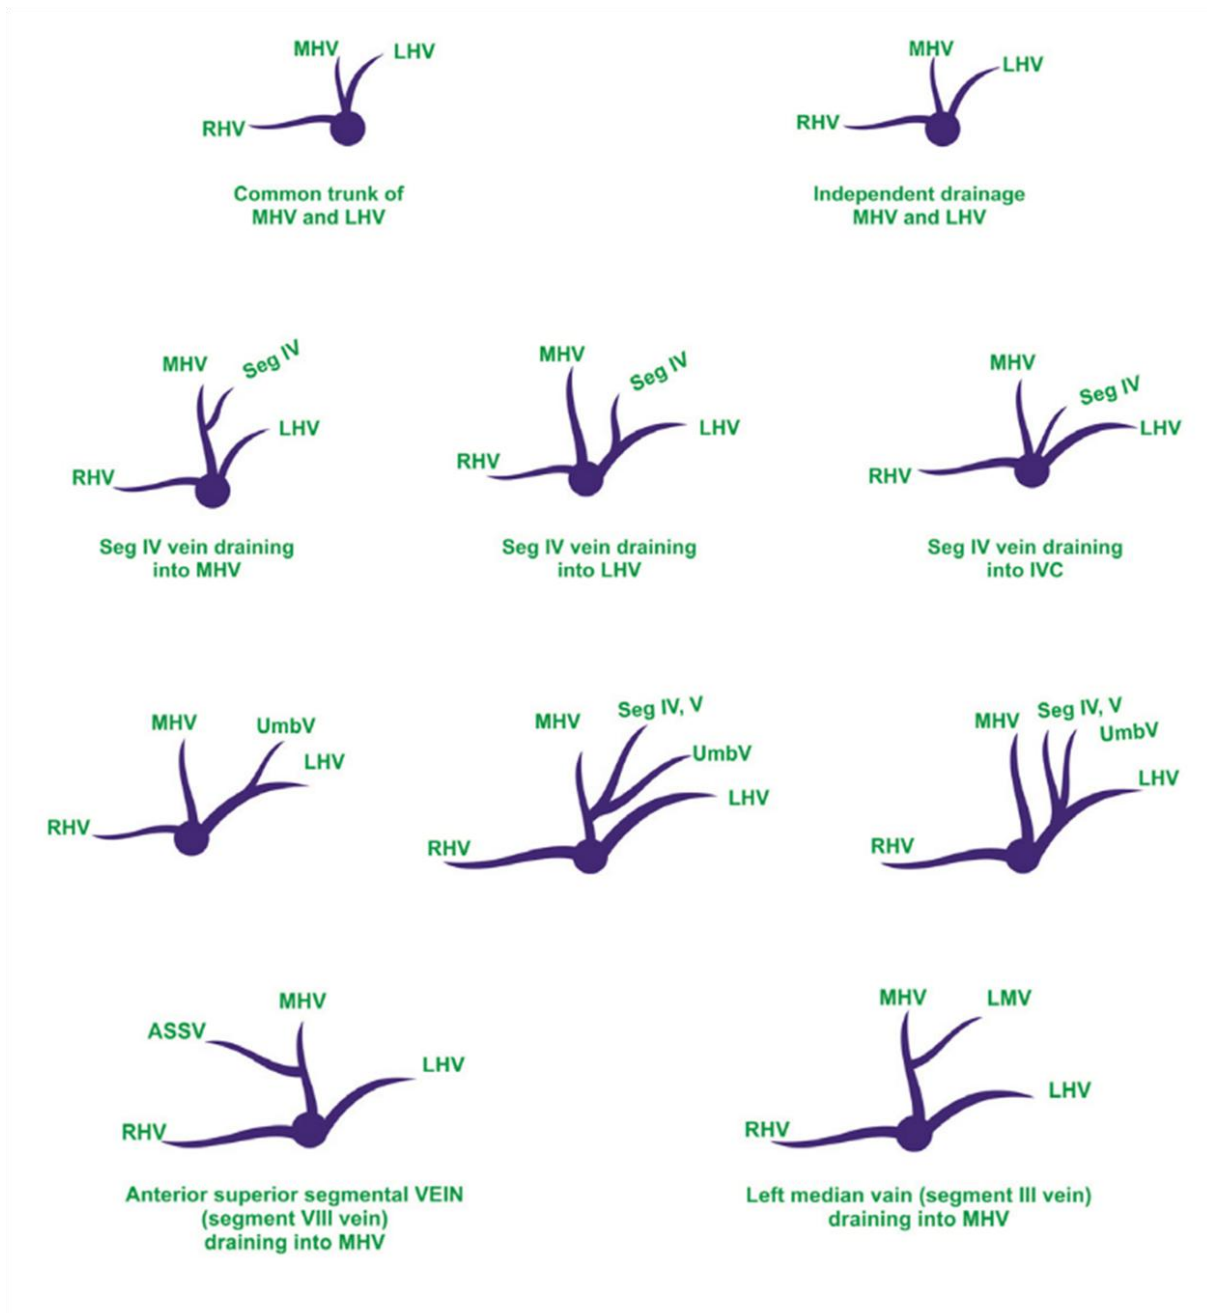 MHV LHV
RHV
Common trunk of
MHV and LHV
MHV LHV
RHV
Independent drainage
MHV and LHV
MHV Seg IV
LHV
RHV
Seg IV vein draining
into MHV
MHV Seg IV
LHV
RHV
Seg IV vein draining
into LHV
MHV Seg IV
LHV
RHV
Seg IV vein draining
into IVC
MHV UmbV
LHV
RHV
MHV Seg IV, V
UmbV
LHV
RHV
MHV Seg IV, V
UmbV
LHV
RHV
MHV
ASSV
LHV
RHV
Anterior superior segmental VEIN
(segment VIII vein)
draining into MHV
MHV LMV
LHV
RHV
Left median vain (segment III vein)
draining into MHV